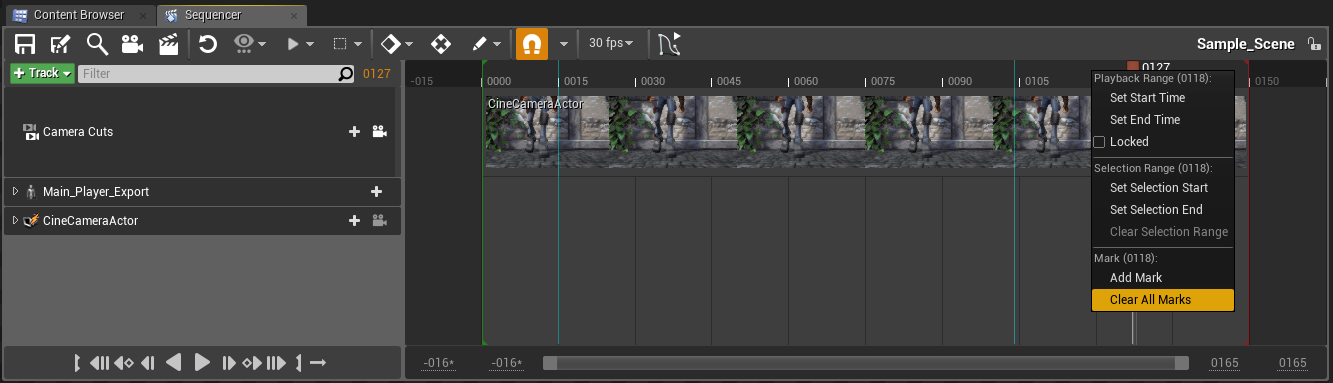 Content Browser
Sequencer
30 fps
Sample_Scene
Track
Filter
0127
-015
0000
0015
0030
0045
0060
0075
0090
0105
0127
0150
CineCameraActor
Camera Cuts
Main_Player_Export
CineCameraActor
Playback Range (0118):
Set Start Time
Set End Time
Locked
Selection Range (0118):
Set Selection Start
Set Selection End
Clear Selection Range
Mark (0118):
Add Mark
Clear All Marks
-016*
-016*
0165
0165